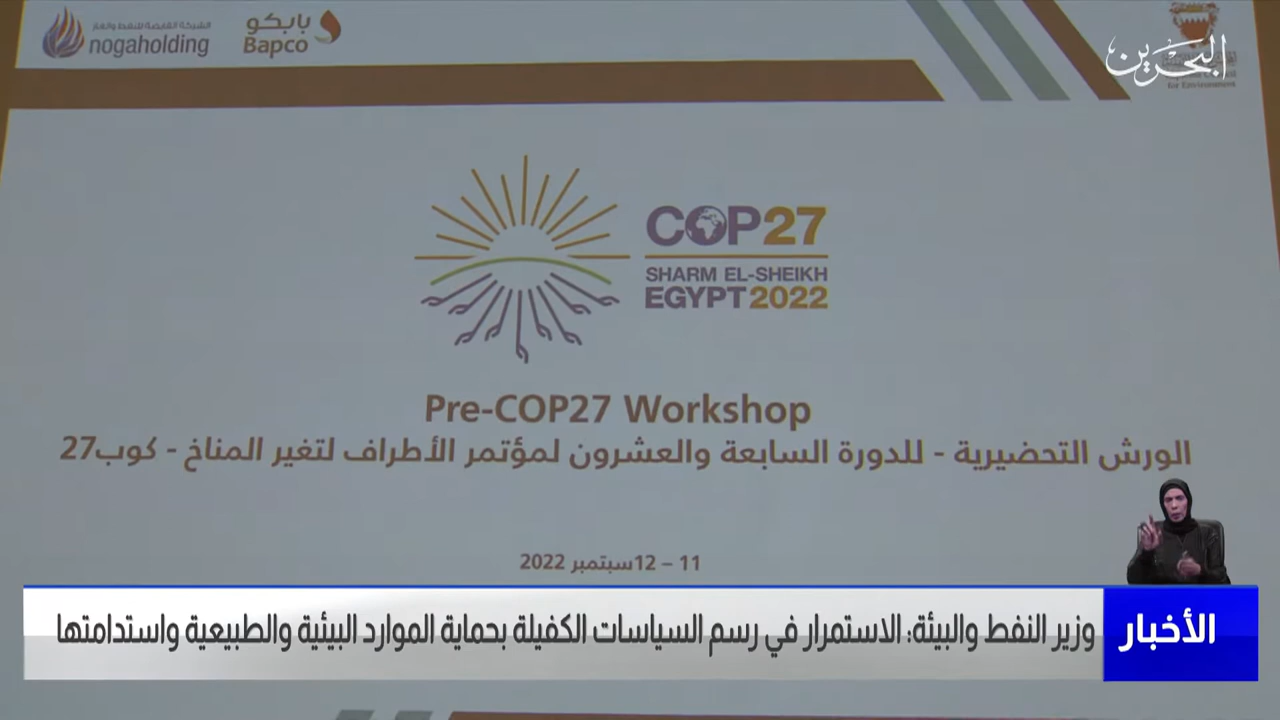 الشركة القابضة للنفط والغاز
nogaholding
بابكو
Bapco
البحرين
for Environment
COP27
SHARM EL-SHEIKH
EGYPT 2022
Pre-COP27 Workshop
الورش التحضيرية - للدورة السابعة والعشرون لمؤتمر الأطراف لتغير المناخ - كوب27
11 – 12سبتمبر 2022
الأخبار
وزير النفط والبيئة: الاستمرار في رسم السياسات الكفيلة بحماية الموارد البيئية والطبيعية واستدامتها